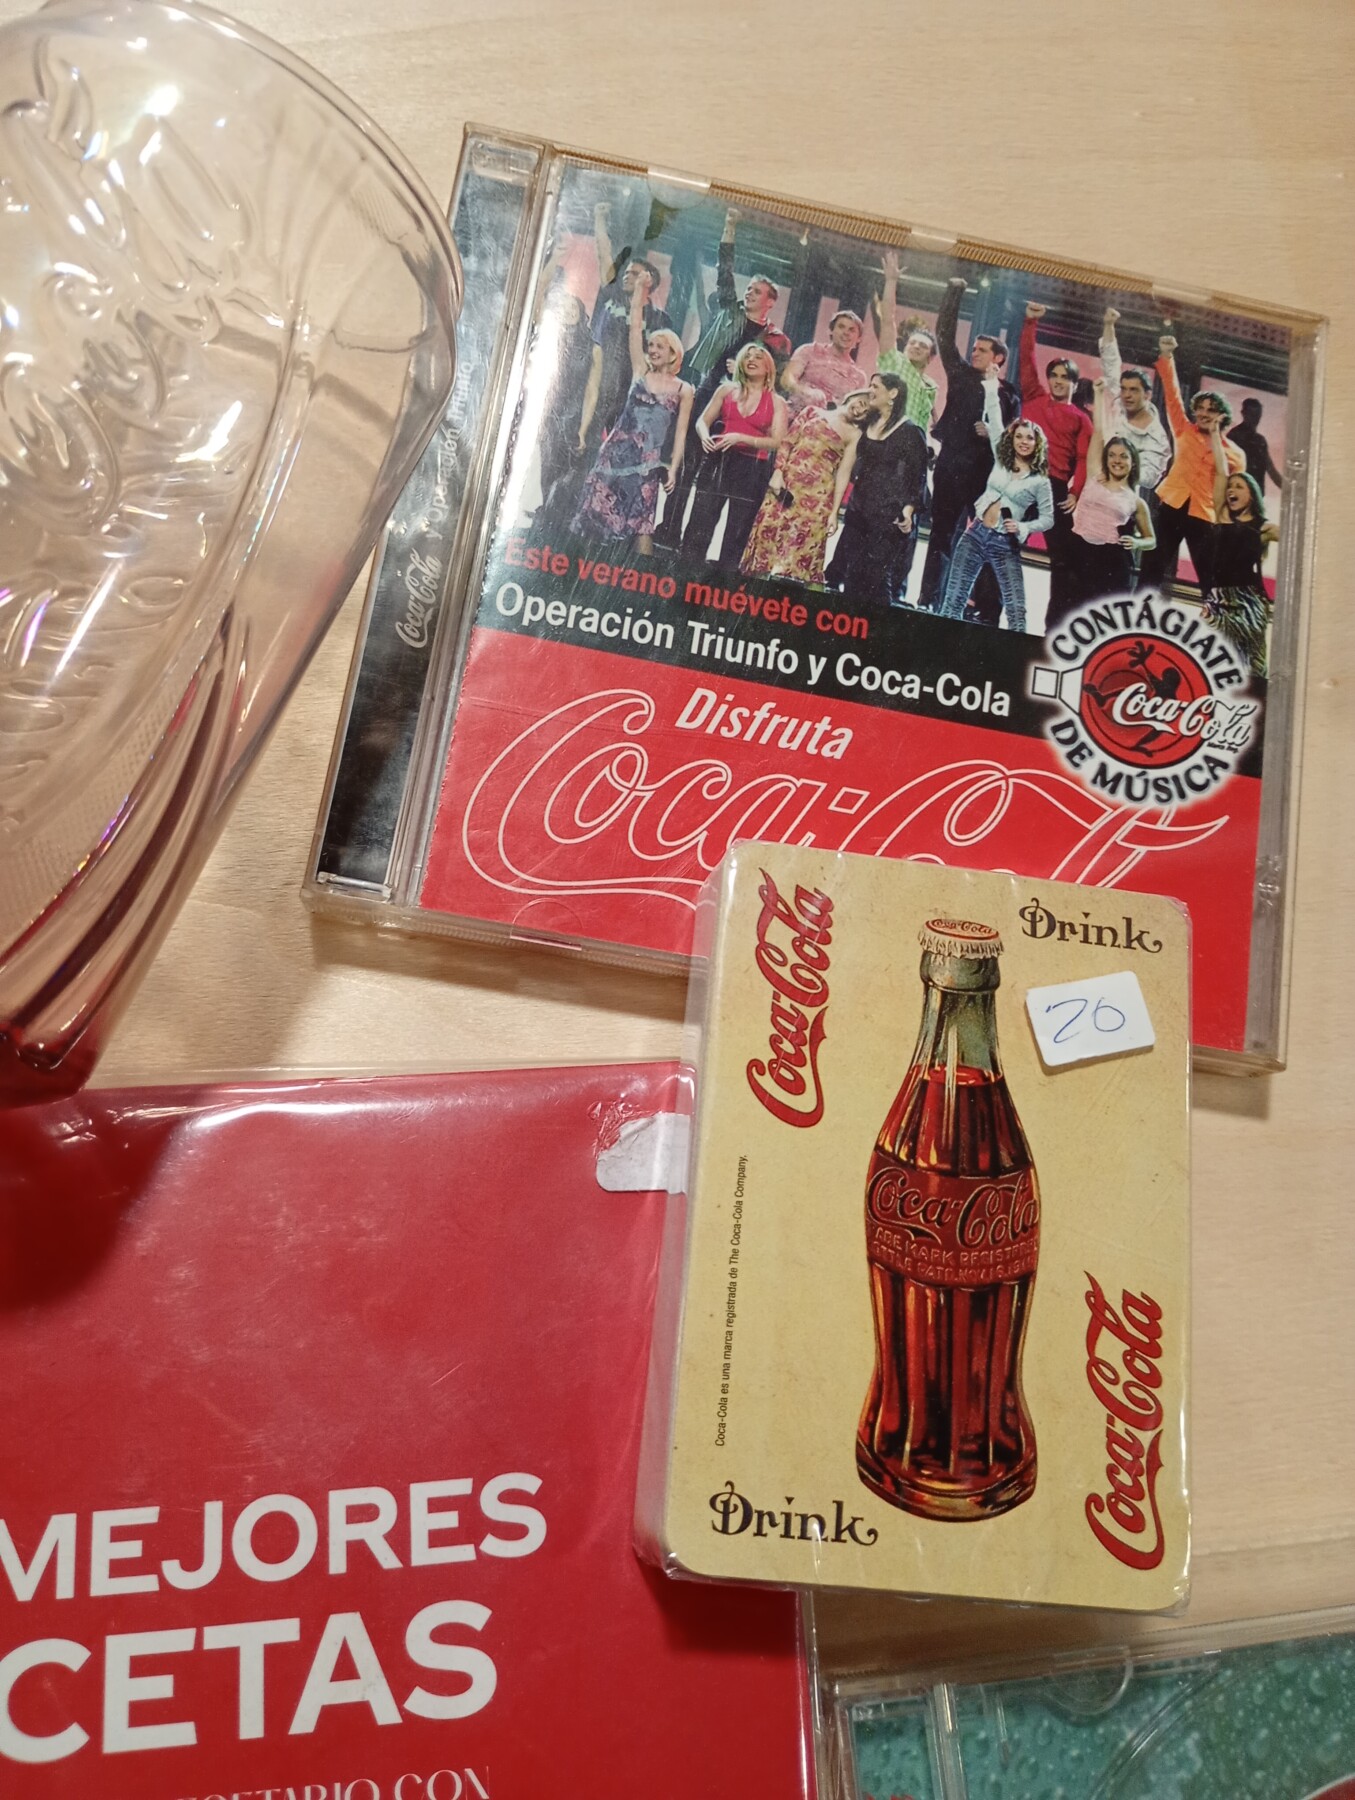 Coca-Cola y Operación Triunfo
Este verano muévete con
Operación Triunfo y Coca-Cola
CONTÁGIATE
Coca-Cola
DE MÚSICA
Disfruta
Coca-Cola
Coca-Cola
Drink
20
Coca-Cola
Coca-Cola
Coca-Cola es una marca registrada de The Coca-Cola Company.
Drink
Coca-Cola
MEJORES
CETAS
CON